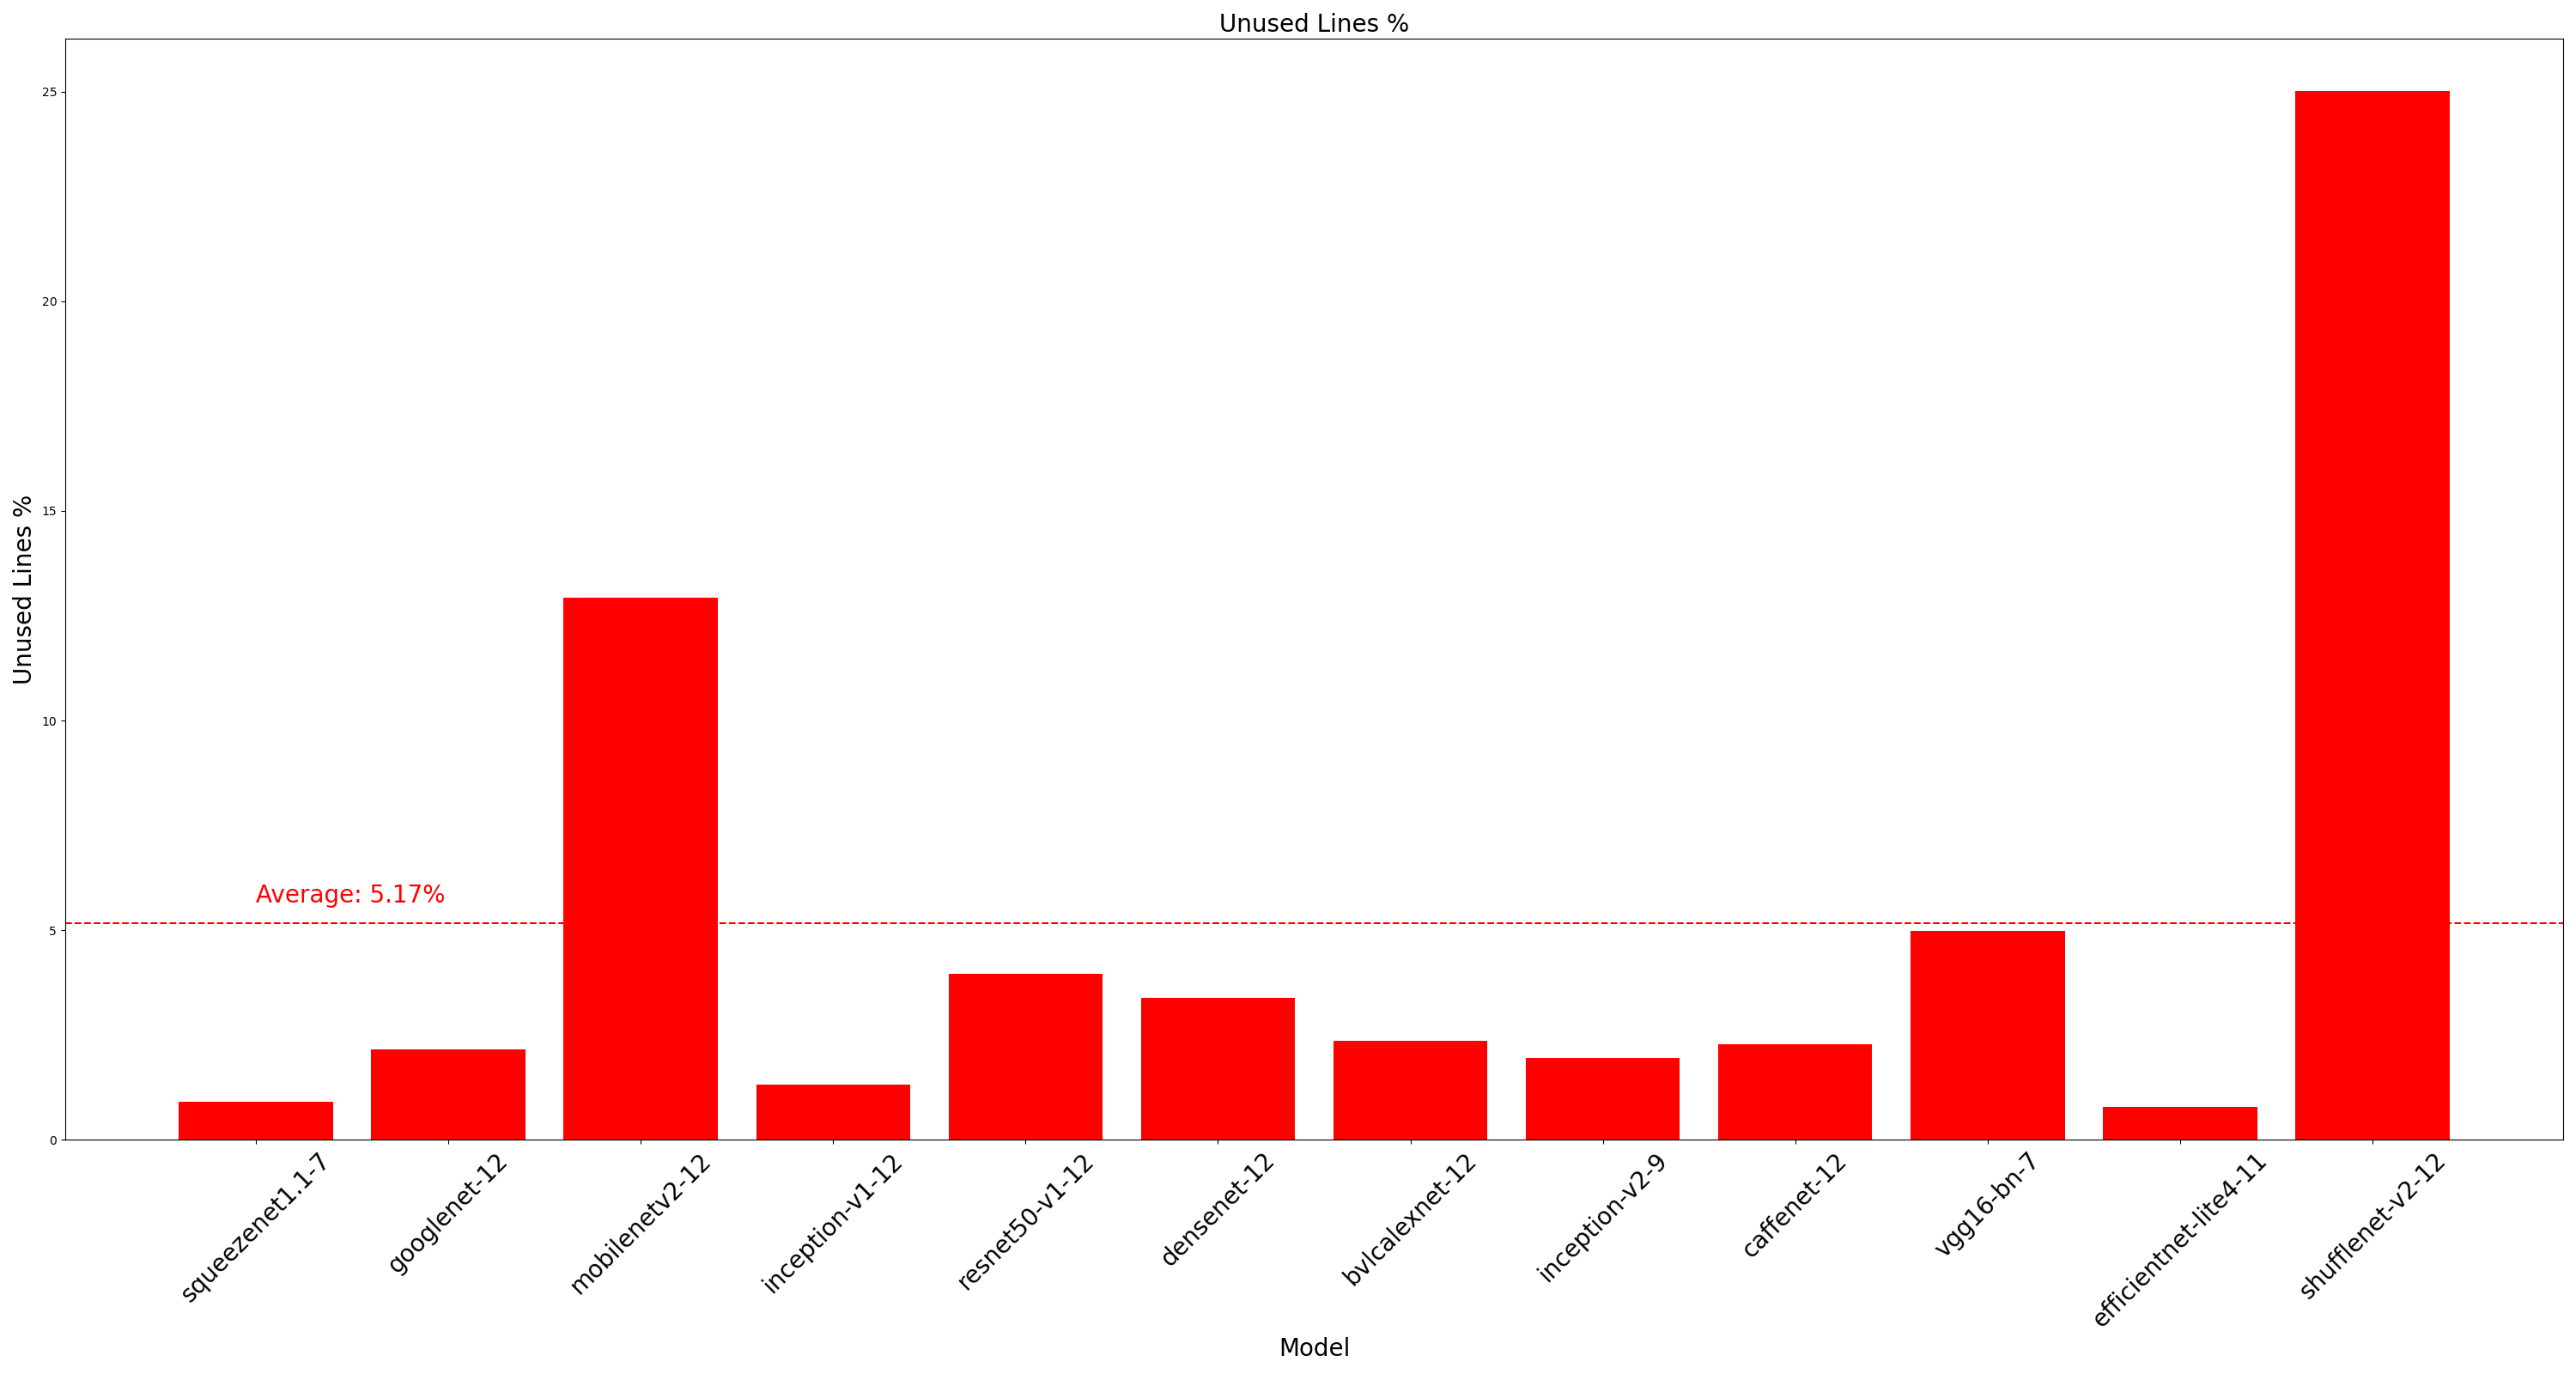 Unused Lines %
Unused Lines %
25
20
15
10
5
0
Average: 5.17%
squeezenet1.1-7
googlenet-12
mobilenetv2-12
inception-v1-12
resnet50-v1-12
densenet-12
bvlcalexnet-12
inception-v2-9
caffenet-12
vgg16-bn-7
efficientnet-lite4-11
shufflenet-v2-12
Model